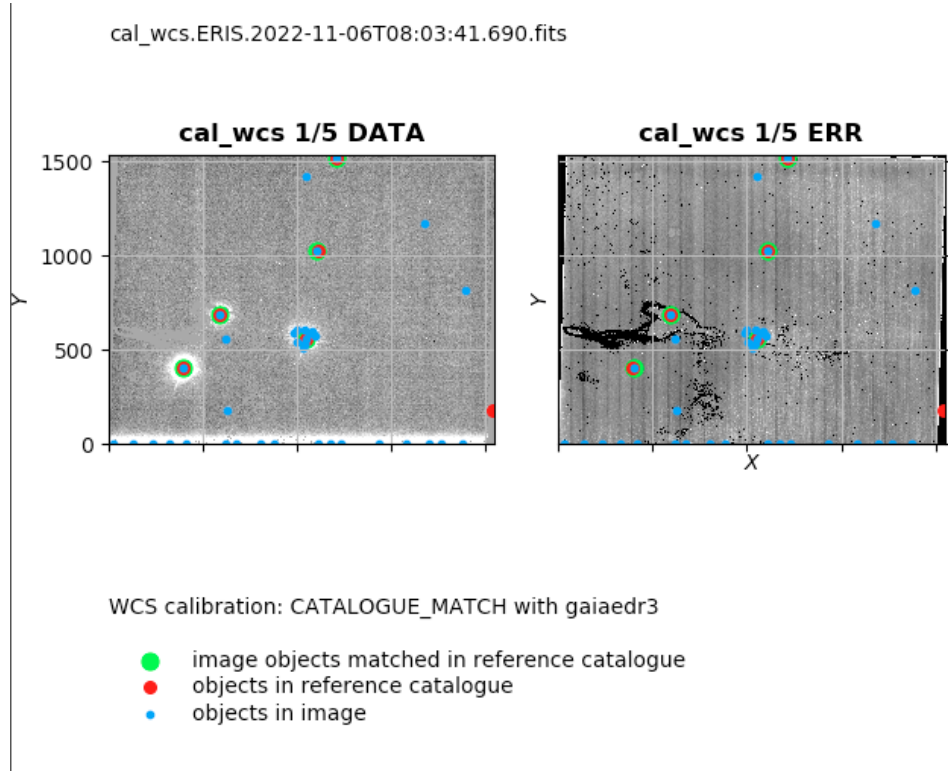 cal_wcs.ERIS.2022-11-06T08:03:41.690.fits
cal_wcs 1/5 DATA
cal_wcs 1/5 ERR
1500
1000
500
0
Y
Y
X
WCS calibration: CATALOGUE_MATCH with gaiaedr3
image objects matched in reference catalogue
objects in reference catalogue
objects in image